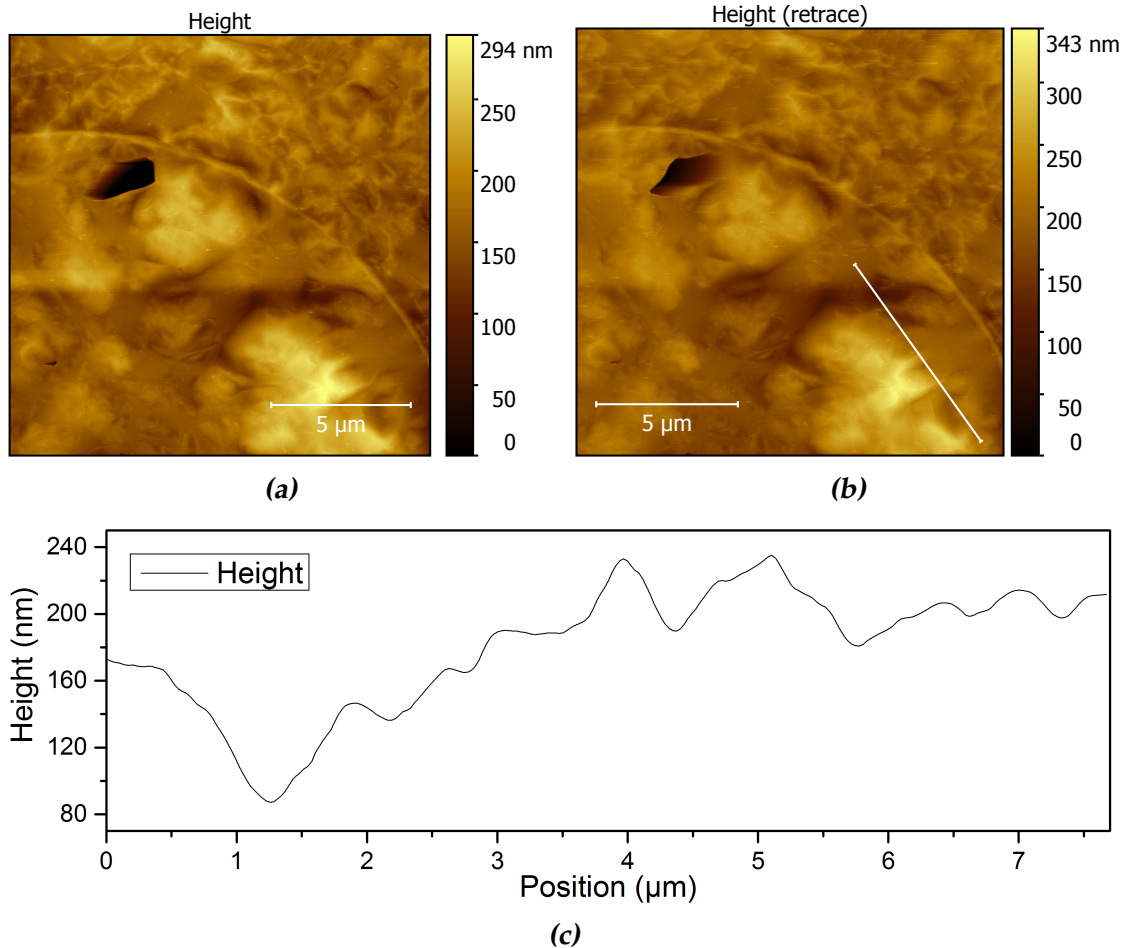 Height
294 nm
250
200
150
100
50
0
5 µm
(a)
Height (retrace)
343 nm
300
250
200
150
100
50
0
5 µm
(b)
240
200
160
120
80
Height (nm)
Height
0 1 2 3 4 5 6 7
Position (µm)
(c)